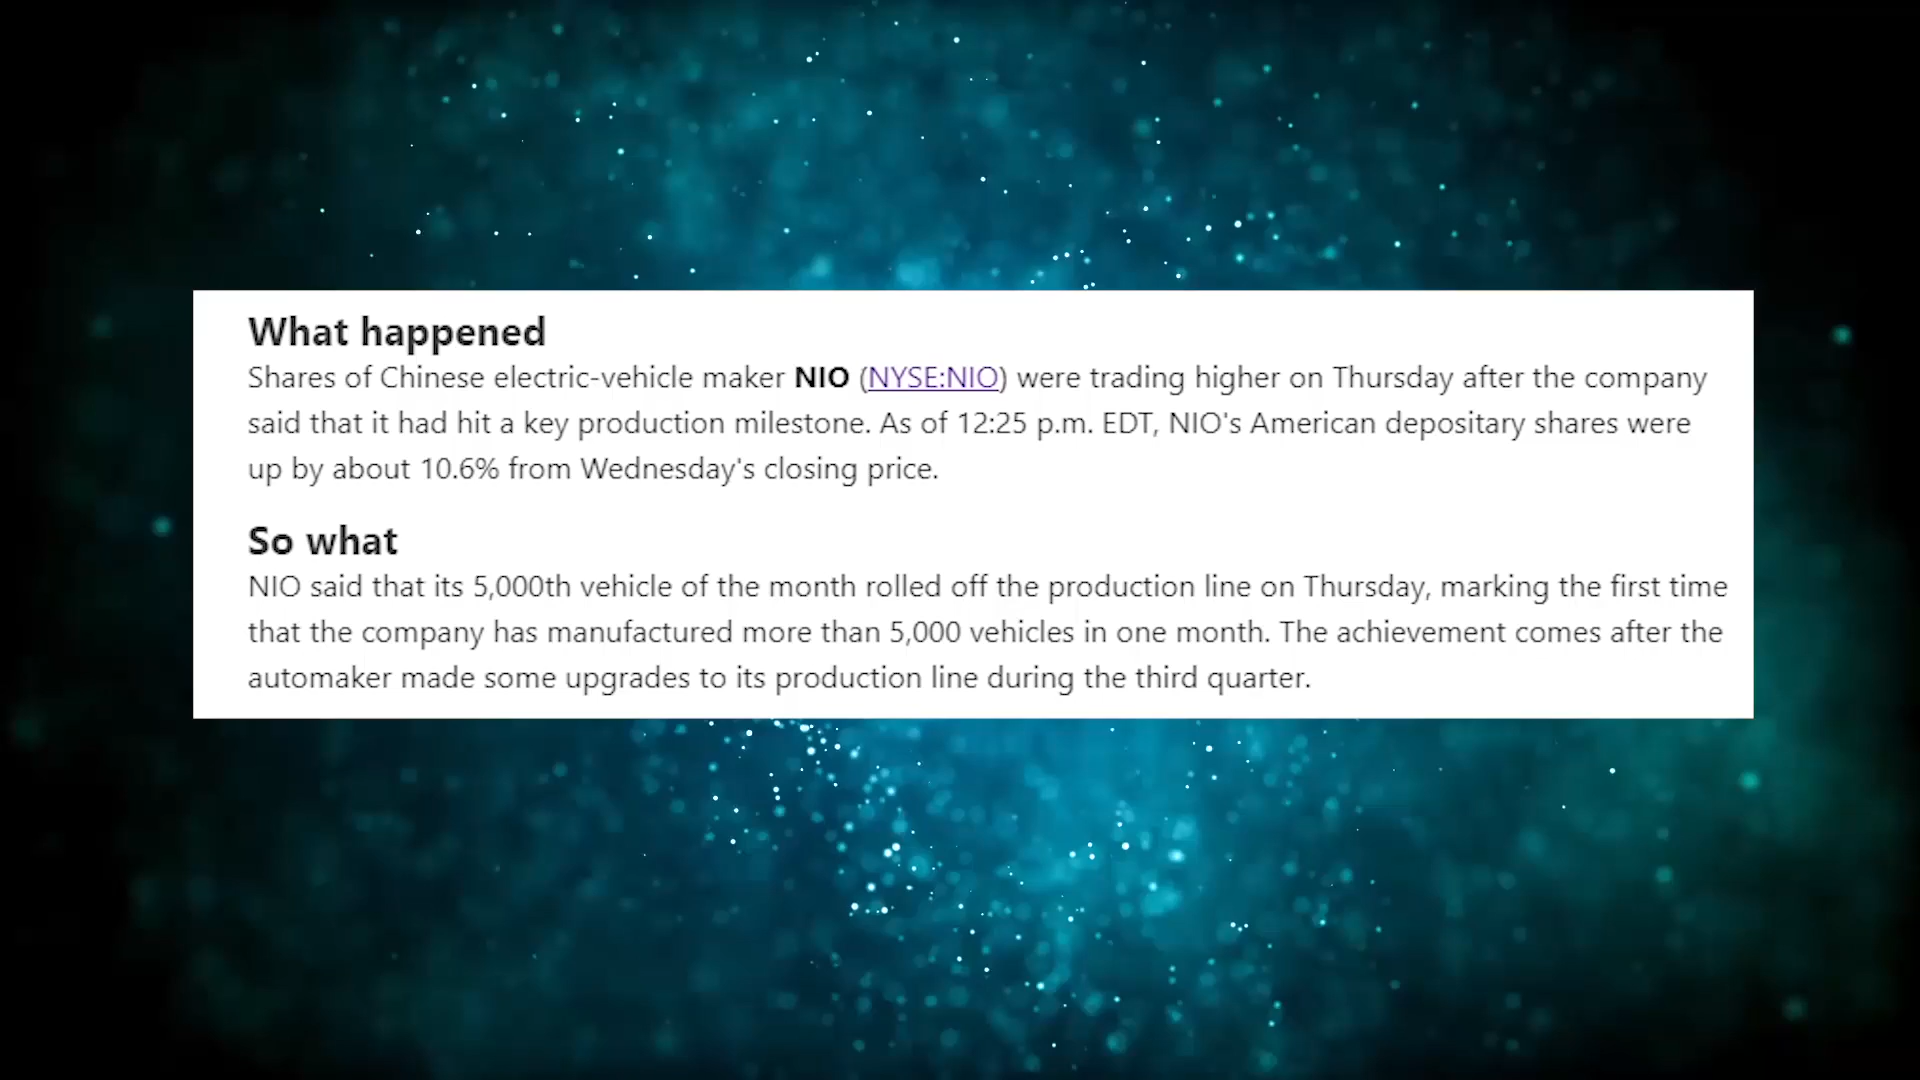 What happened
Shares of Chinese electric-vehicle maker NIO (NYSE:NIO) were trading higher on Thursday after the company
said that it had hit a key production milestone. As of 12:25 p.m. EDT, NIO's American depositary shares were
up by about 10.6% from Wednesday's closing price.
So what
NIO said that its 5,000th vehicle of the month rolled off the production line on Thursday, marking the first time
that the company has manufactured more than 5,000 vehicles in one month. The achievement comes after the
automaker made some upgrades to its production line during the third quarter.